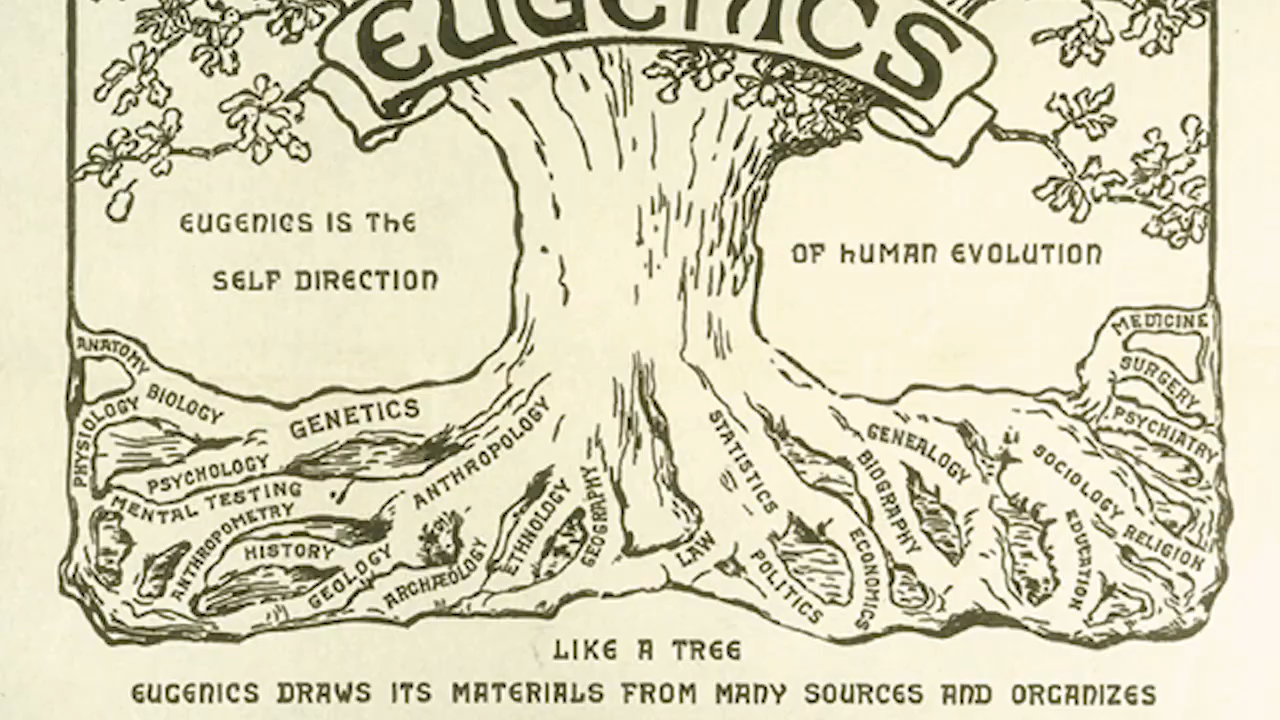 EUGENICS
EUGENICS IS THE
SELF DIRECTION
OF HUMAN EVOLUTION
ANATOMY
BIOLOGY
PHYSIOLOGY
GENETICS
PSYCHOLOGY
MENTAL TESTING
ANTHROPOMETRY
HISTORY
GEOLOGY
ANTHROPOLOGY
ARCHÆOLOGY
ETHNOLOGY
GEOGRAPHY
LAW
STATISTICS
POLITICS
ECONOMICS
BIOGRAPHY
GENEALOGY
EDUCATION
SOCIOLOGY
RELIGION
PSYCHIATRY
SURGERY
MEDICINE
LIKE A TREE
EUGENICS DRAWS ITS MATERIALS FROM MANY SOURCES AND ORGANIZES